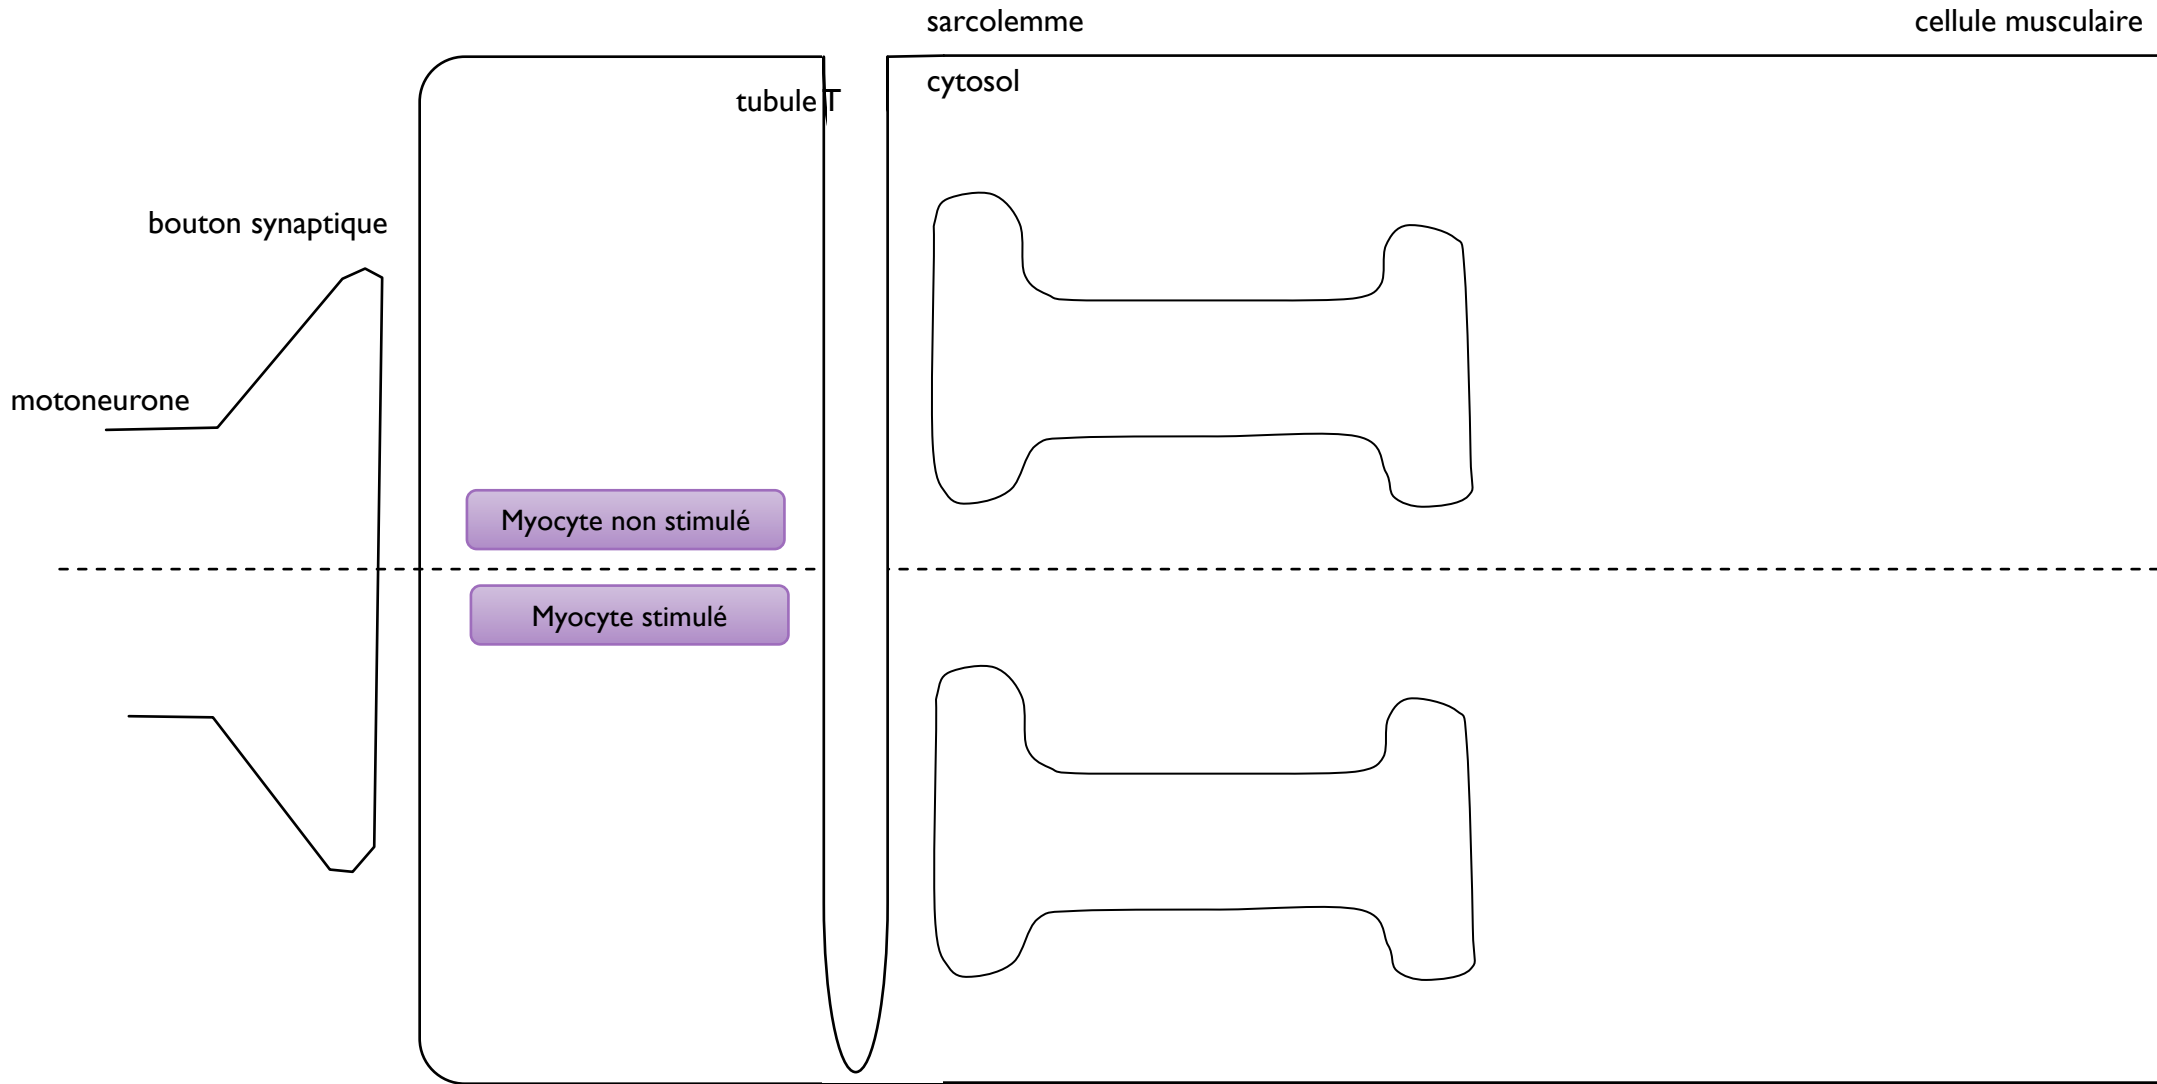 sarcolemme
cellule musculaire
cytosol
tubule T
bouton synaptique
motoneurone
Myocyte non stimulé
Myocyte stimulé